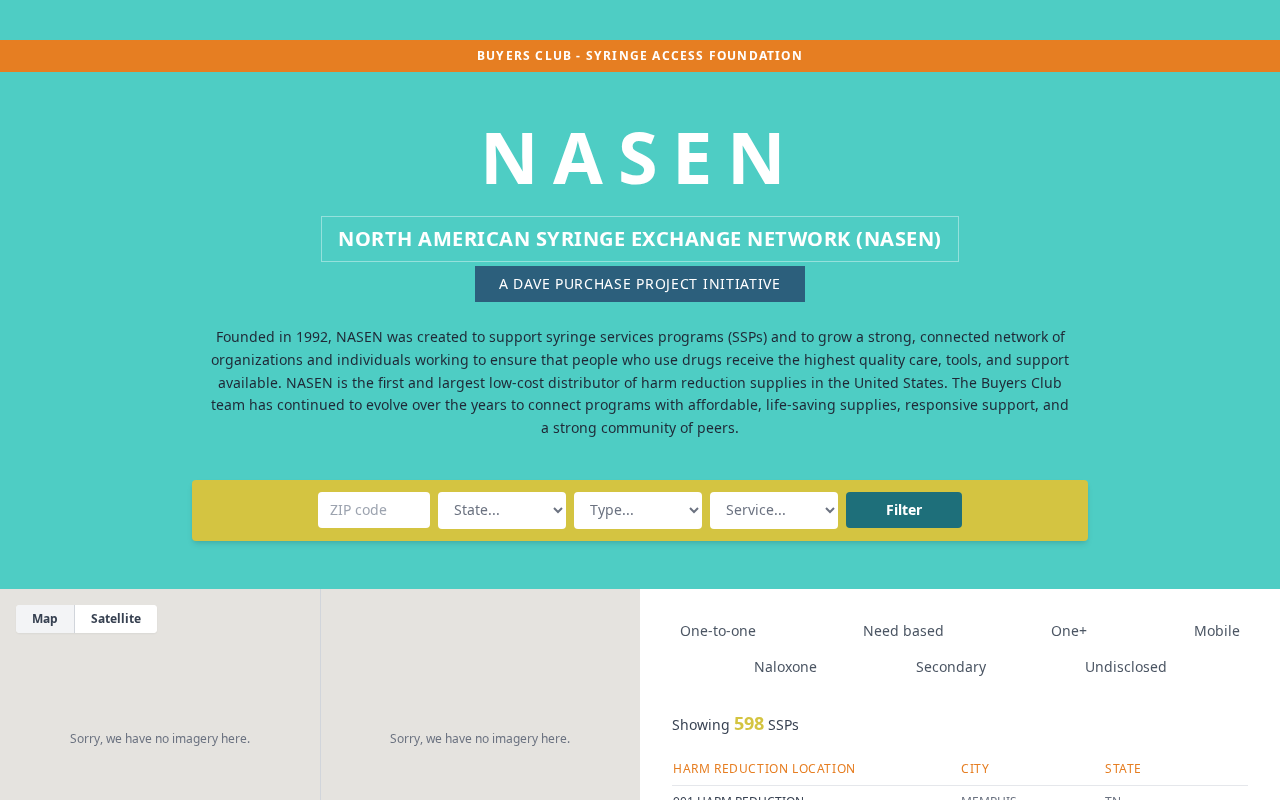 BUYERS CLUB - SYRINGE ACCESS FOUNDATION
NASEN
NORTH AMERICAN SYRINGE EXCHANGE NETWORK (NASEN)
A DAVE PURCHASE PROJECT INITIATIVE
Founded in 1992, NASEN was created to support syringe services programs (SSPs) and to grow a strong, connected network of
organizations and individuals working to ensure that people who use drugs receive the highest quality care, tools, and support
available. NASEN is the first and largest low-cost distributor of harm reduction supplies in the United States. The Buyers Club
team has continued to evolve over the years to connect programs with affordable, life-saving supplies, responsive support, and
a strong community of peers.
ZIP code State... Type... Service... Filter
Map Satellite
Sorry, we have no imagery here. Sorry, we have no imagery here.
One-to-one Need based One+ Mobile
Naloxone Secondary Undisclosed
Showing 598 SSPs
HARM REDUCTION LOCATION CITY STATE
901 HARM REDUCTION MEMPHIS TN